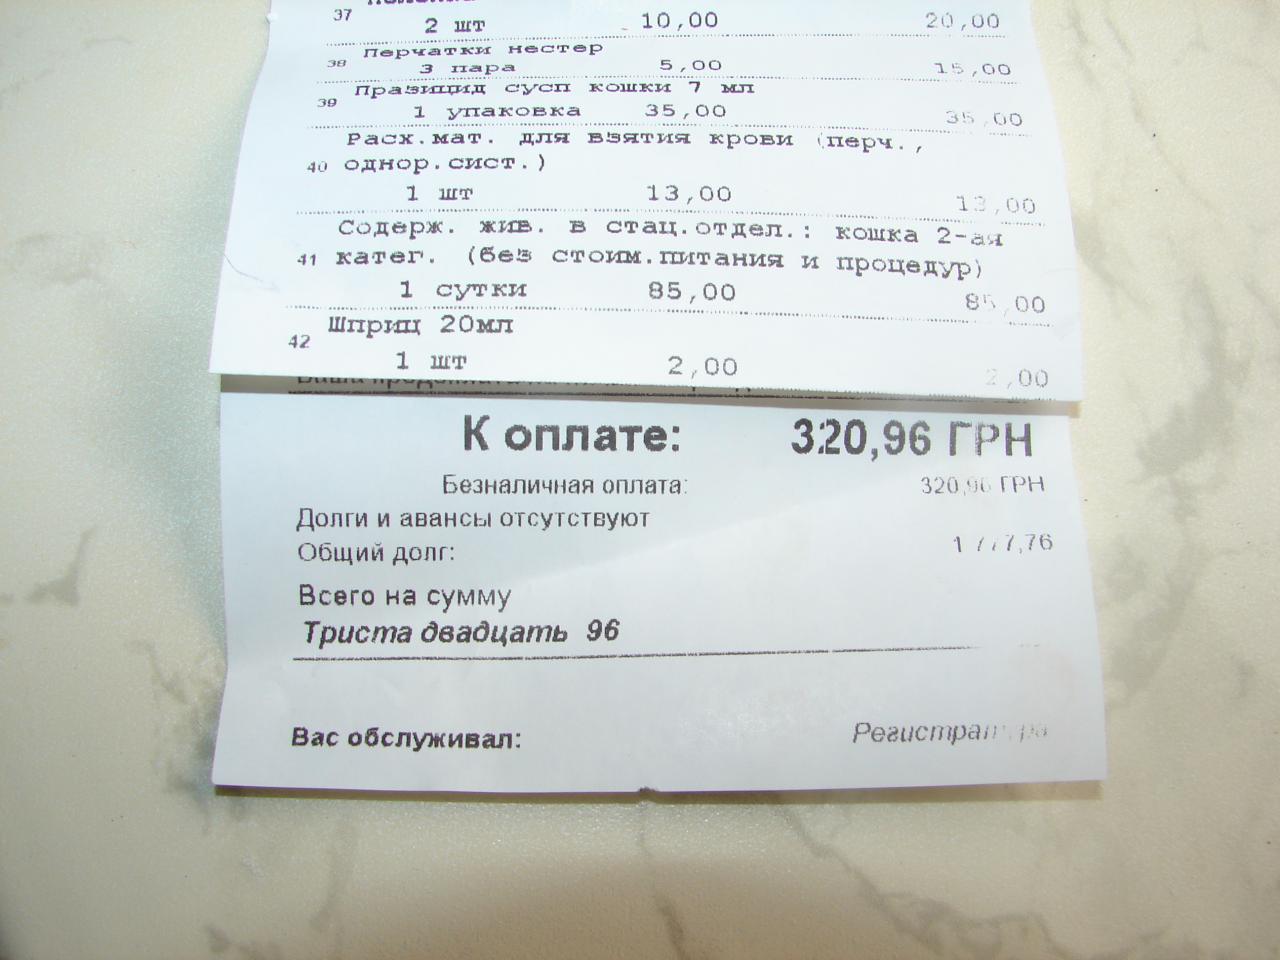 37
2 шт 10,00 20,00
Перчатки нестер
38 3 пара 5,00 15,00
Празицид сусп кошки 7 мл
39 1 упаковка 35,00 35,00
Расх.мат. для взятия крови (перч.,
40 однор.сист.)
1 шт 13,00 13,00
Содерж. жив. в стац.отдел.: кошка 2-ая
41 катег. (без стоим.питания и процедур)
1 сутки 85,00 85,00
Шприц 20мл
42
1 шт 2,00 2,00
К оплате: 320,96 ГРН
Безналичная оплата: 320,96 ГРН
Долги и авансы отсутствуют
Общий долг: 1777,76
Всего на сумму
Триста двадцать 96
Вас обслуживал: Регистратура